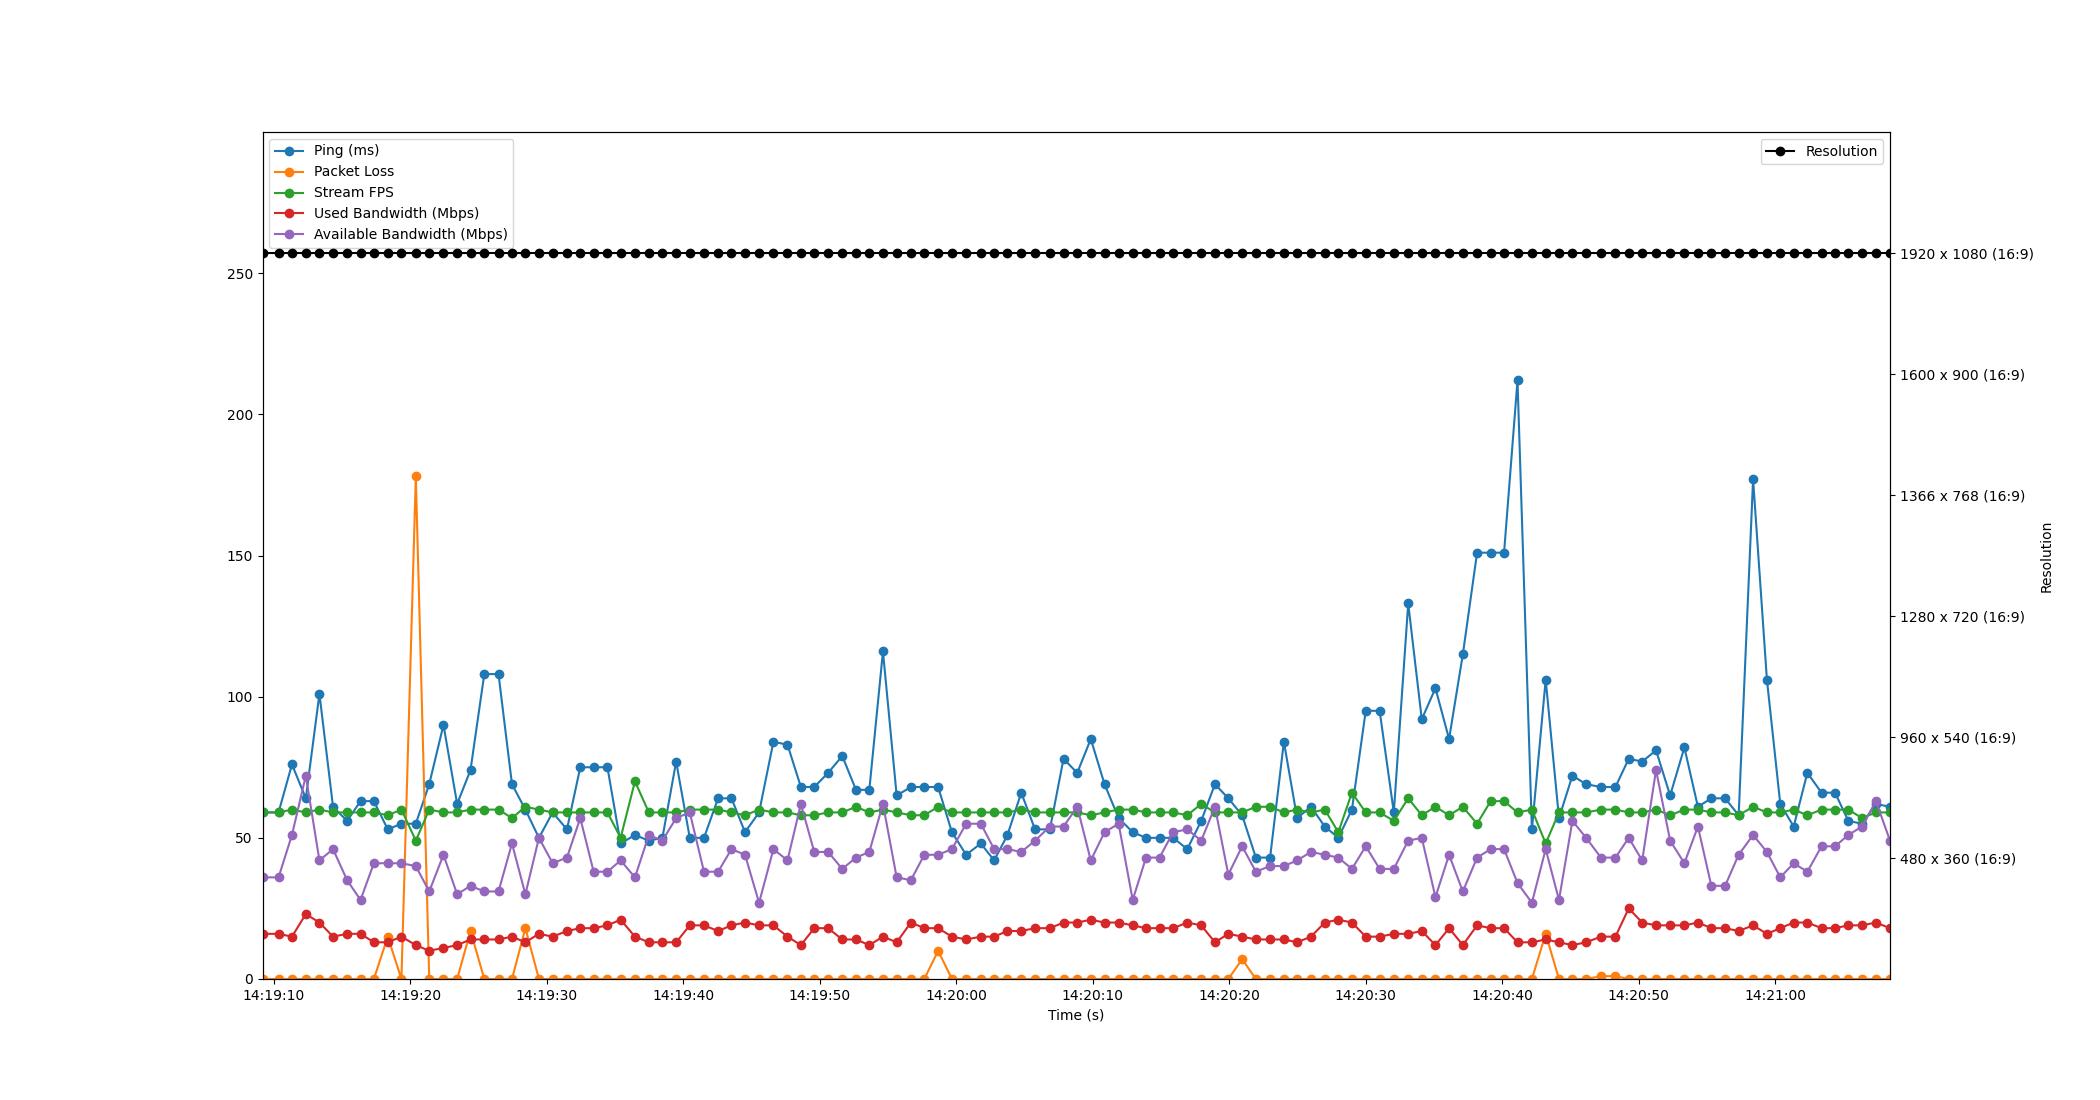 Ping (ms)
Packet Loss
Stream FPS
Used Bandwidth (Mbps)
Available Bandwidth (Mbps)
Resolution
250
200
150
100
50
0
1920 x 1080 (16:9)
1600 x 900 (16:9)
1366 x 768 (16:9)
1280 x 720 (16:9)
960 x 540 (16:9)
480 x 360 (16:9)
Resolution
14:19:10 14:19:20 14:19:30 14:19:40 14:19:50 14:20:00 14:20:10 14:20:20 14:20:30 14:20:40 14:20:50 14:21:00
Time (s)